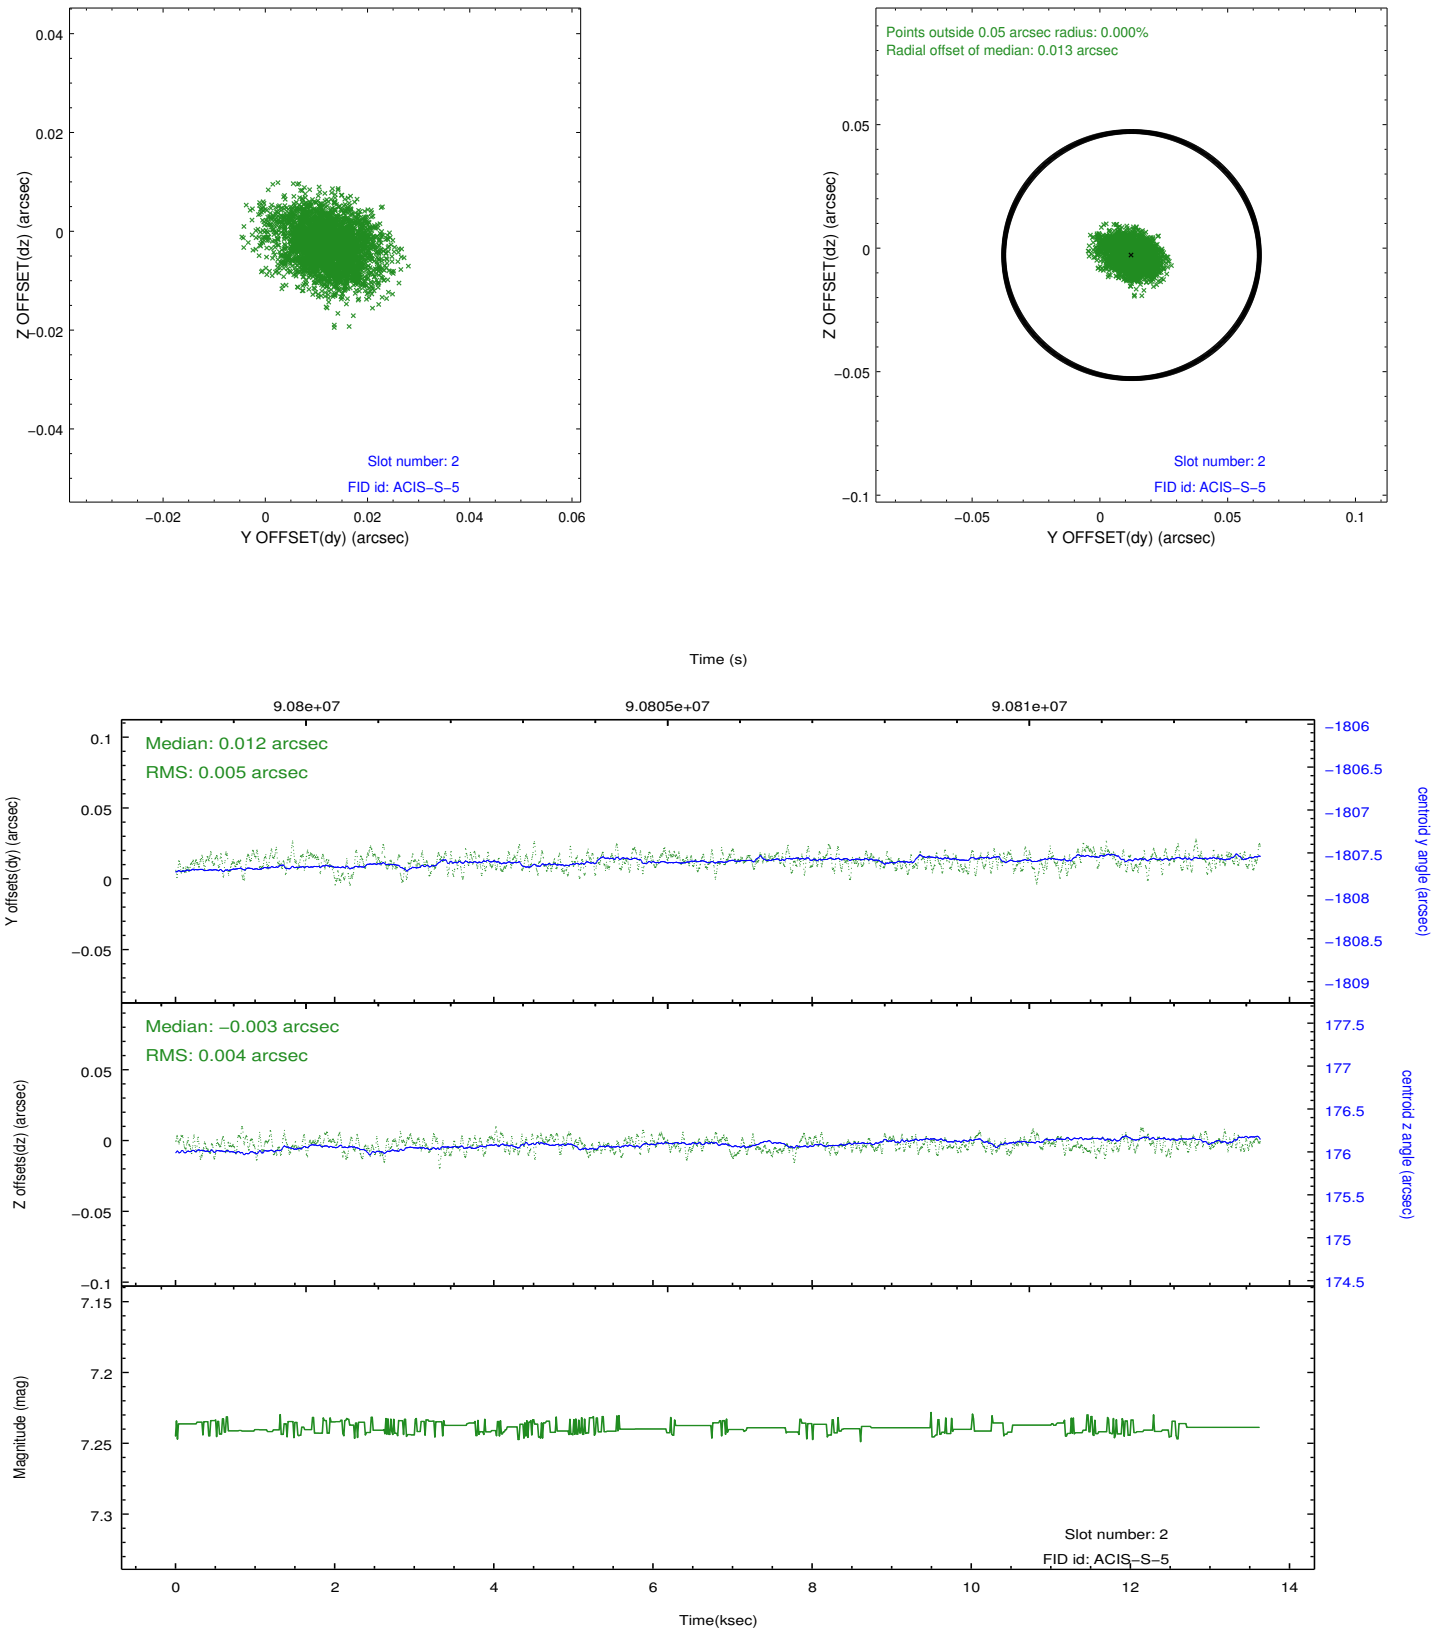 0.04
0.02
0
−0.02
−0.04
Z OFFSET(dz) (arcsec)
Slot number: 2
FID id: ACIS−S−5
−0.02
0
0.02
0.04
0.06
Y OFFSET(dy) (arcsec)
Points outside 0.05 arcsec radius: 0.000%
Radial offset of median: 0.013 arcsec
0.05
0
−0.05
−0.1
Z OFFSET(dz) (arcsec)
Slot number: 2
FID id: ACIS−S−5
−0.05
0
0.05
0.1
Y OFFSET(dy) (arcsec)
Time (s)
9.08e+07
9.0805e+07
9.081e+07
Median: 0.012 arcsec
RMS: 0.005 arcsec
0.1
0.05
0
−0.05
Y offsets(dy) (arcsec)
−1806
−1806.5
−1807
−1807.5
−1808
−1808.5
−1809
centroid y angle (arcsec)
Median: −0.003 arcsec
RMS: 0.004 arcsec
0.05
0
−0.05
−0.1
Z offsets(dz) (arcsec)
177.5
177
176.5
176
175.5
175
174.5
centroid z angle (arcsec)
7.15
7.2
7.25
7.3
Magnitude (mag)
Slot number: 2
FID id: ACIS−S−5
0
2
4
6
8
10
12
14
Time(ksec)